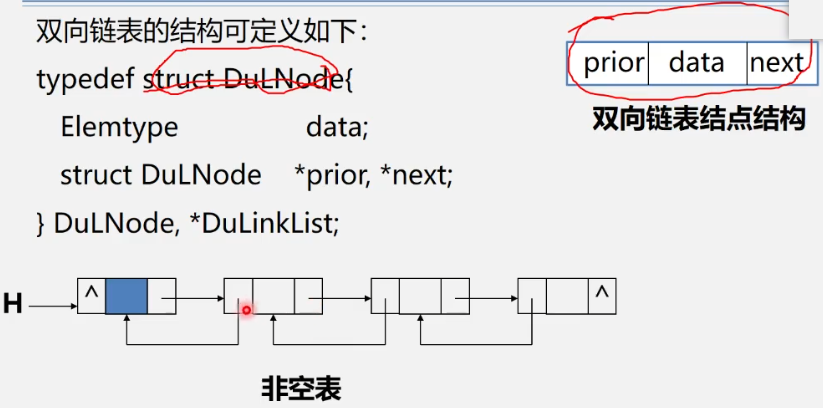 双向链表的结构可定义如下：
typedef struct DuLNode{
Elemtype data;
struct DuLNode *prior, *next;
} DuLNode, *DuLinkList;
prior data next
双向链表结点结构
H ^ ^
非空表